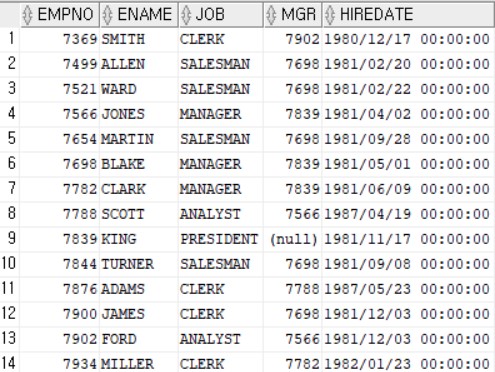 EMPNO ENAME JOB MGR HIREDATE
1 7369 SMITH CLERK 7902 1980/12/17 00:00:00
2 7499 ALLEN SALESMAN 7698 1981/02/20 00:00:00
3 7521 WARD SALESMAN 7698 1981/02/22 00:00:00
4 7566 JONES MANAGER 7839 1981/04/02 00:00:00
5 7654 MARTIN SALESMAN 7698 1981/09/28 00:00:00
6 7698 BLAKE MANAGER 7839 1981/05/01 00:00:00
7 7782 CLARK MANAGER 7839 1981/06/09 00:00:00
8 7788 SCOTT ANALYST 7566 1987/04/19 00:00:00
9 7839 KING PRESIDENT (null) 1981/11/17 00:00:00
10 7844 TURNER SALESMAN 7698 1981/09/08 00:00:00
11 7876 ADAMS CLERK 7788 1987/05/23 00:00:00
12 7900 JAMES CLERK 7698 1981/12/03 00:00:00
13 7902 FORD ANALYST 7566 1981/12/03 00:00:00
14 7934 MILLER CLERK 7782 1982/01/23 00:00:00